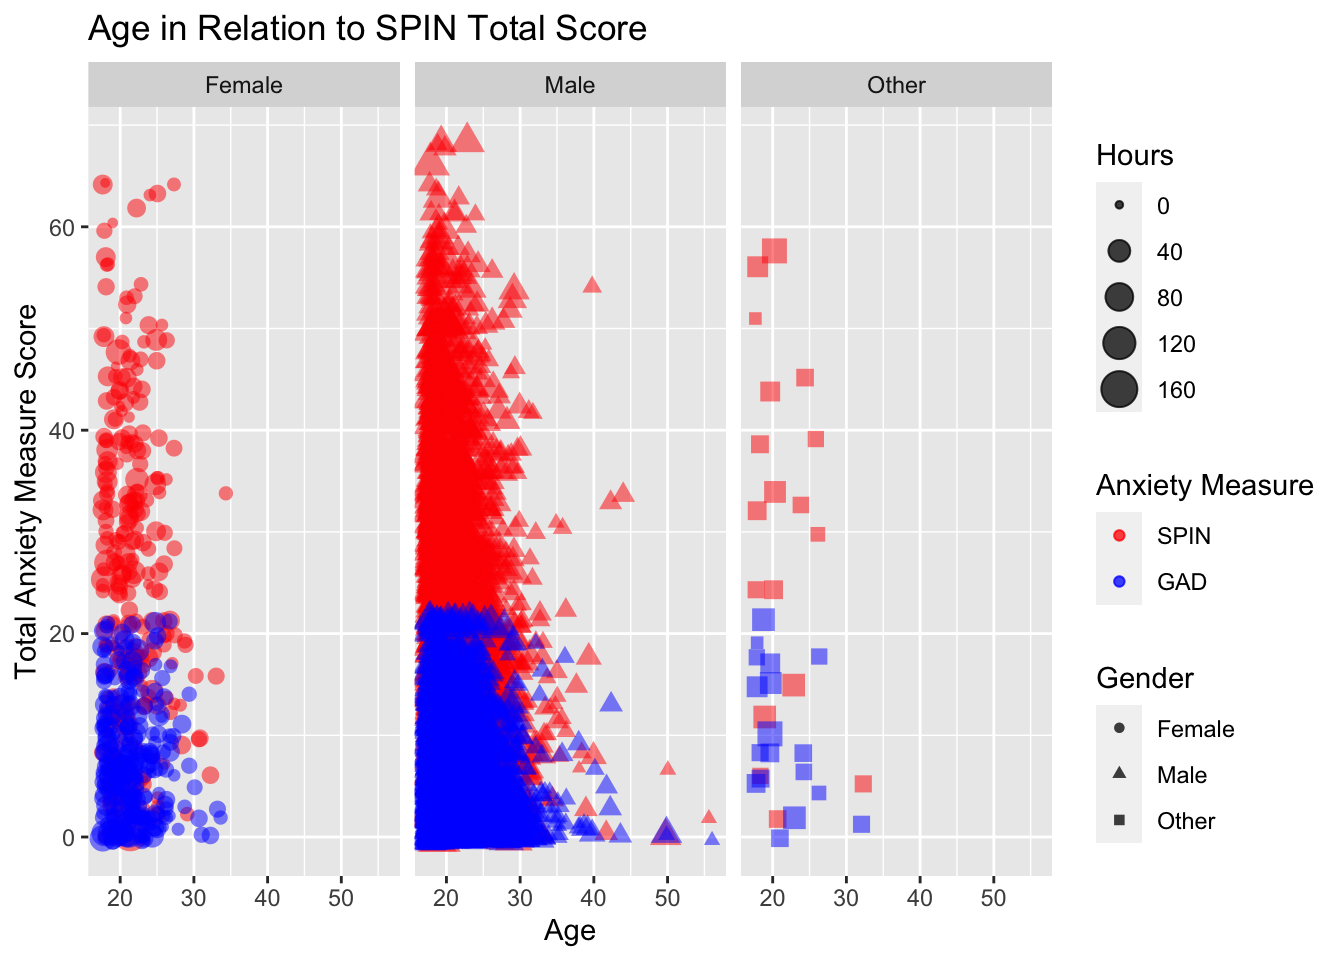 Age in Relation to SPIN Total Score
Female
Male
Other
Total Anxiety Measure Score
60
40
20
0
20 30 40 50
20 30 40 50
20 30 40 50
Age
Hours
0
40
80
120
160
Anxiety Measure
SPIN
GAD
Gender
Female
Male
Other